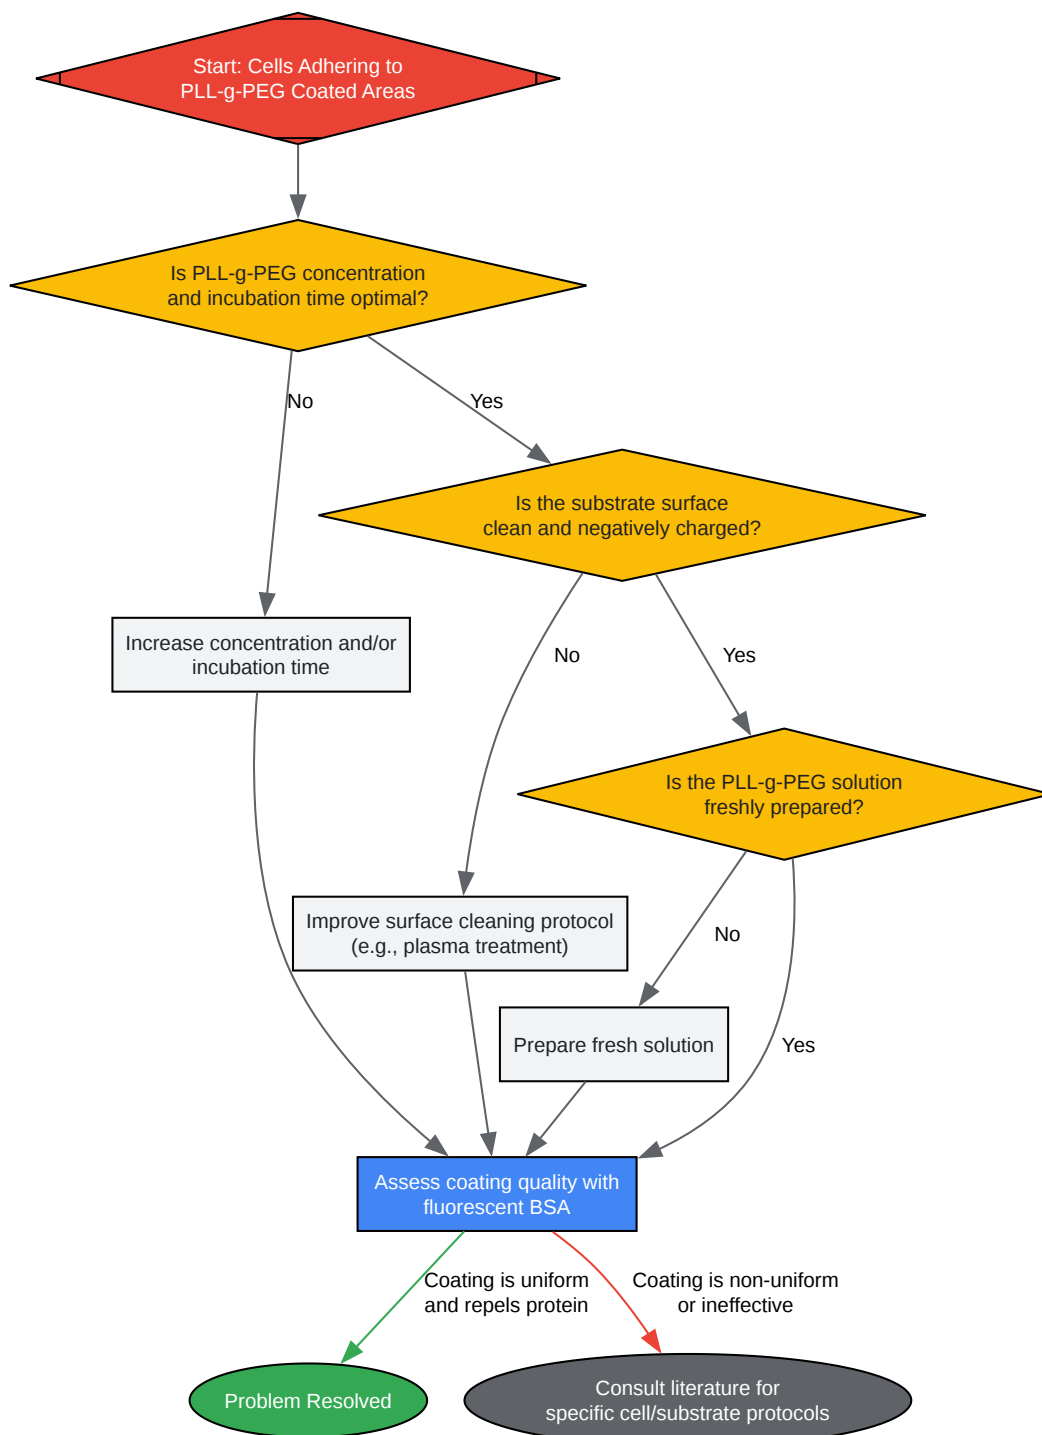 Start: Cells Adhering to
PLL-g-PEG Coated Areas
Is PLL-g-PEG concentration
and incubation time optimal?
No
Yes
Is the substrate surface
clean and negatively charged?
Increase concentration and/or
incubation time
No
Yes
Is the PLL-g-PEG solution
freshly prepared?
Improve surface cleaning protocol
(e.g., plasma treatment)
No
Prepare fresh solution
Yes
Assess coating quality with
fluorescent BSA
Coating is uniform
and repels protein
Coating is non-uniform
or ineffective
Problem Resolved
Consult literature for
specific cell/substrate protocols